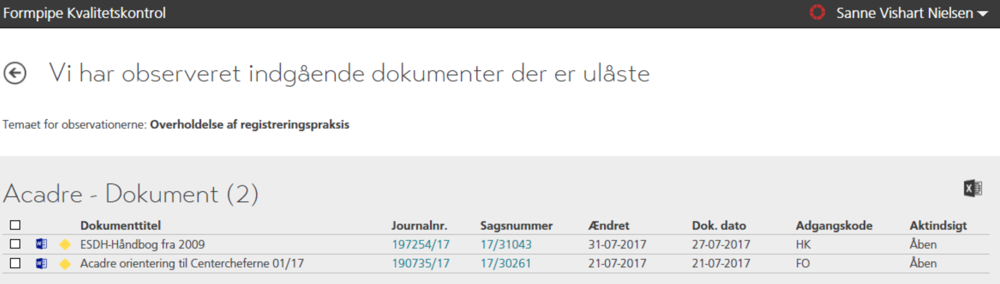 Formpipe Kvalitetskontrol Sanne Vishart Nielsen
Vi har observeret indgående dokumenter der er ulåste
Temaet for observationerne: Overholdelse af registreringspraksis
Acadre - Dokument (2)
Dokumenttitel Journalnr. Sagsnummer Ændret Dok. dato Adgangskode Aktindsigt
ESDH-Håndbog fra 2009 197254/17 17/31043 31-07-2017 27-07-2017 HK Åben
Acadre orientering til Centercheferne 01/17 190735/17 17/30261 21-07-2017 21-07-2017 FO Åben